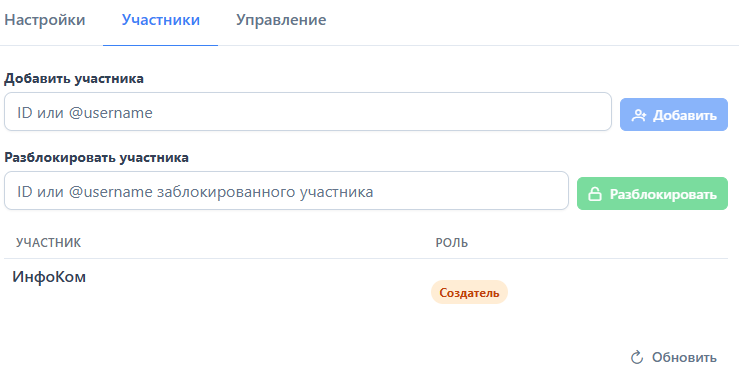 Настройки Участники Управление
Добавить участника
ID или @username
Добавить
Разблокировать участника
ID или @username заблокированного участника
Разблокировать
УЧАСТНИК РОЛЬ
ИнфоКом
Создатель
Обновить